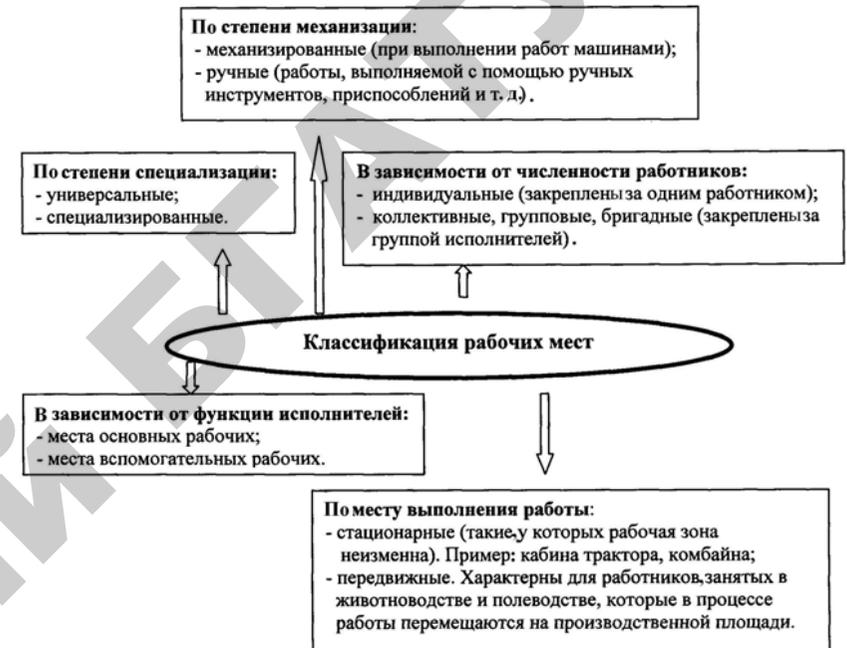 По степени механизации:
- механизированные (при выполнении работ машинами);
- ручные (работы, выполняемой с помощью ручных
инструментов, приспособлений и т. д.).
По степени специализации:
- универсальные;
- специализированные.
В зависимости от численности работников:
- индивидуальные (закреплены за одним работником);
- коллективные, групповые, бригадные (закреплены за
группой исполнителей).
Классификация рабочих мест
В зависимости от функции исполнителей:
- места основных рабочих;
- места вспомогательных рабочих.
По месту выполнения работы:
- стационарные (такие, у которых рабочая зона
неизменна). Пример: кабина трактора, комбайна;
- передвижные. Характерны для работников, занятых в
животноводстве и полеводстве, которые в процессе
работы перемещаются на производственной площади.
ИЙ БГАТУ